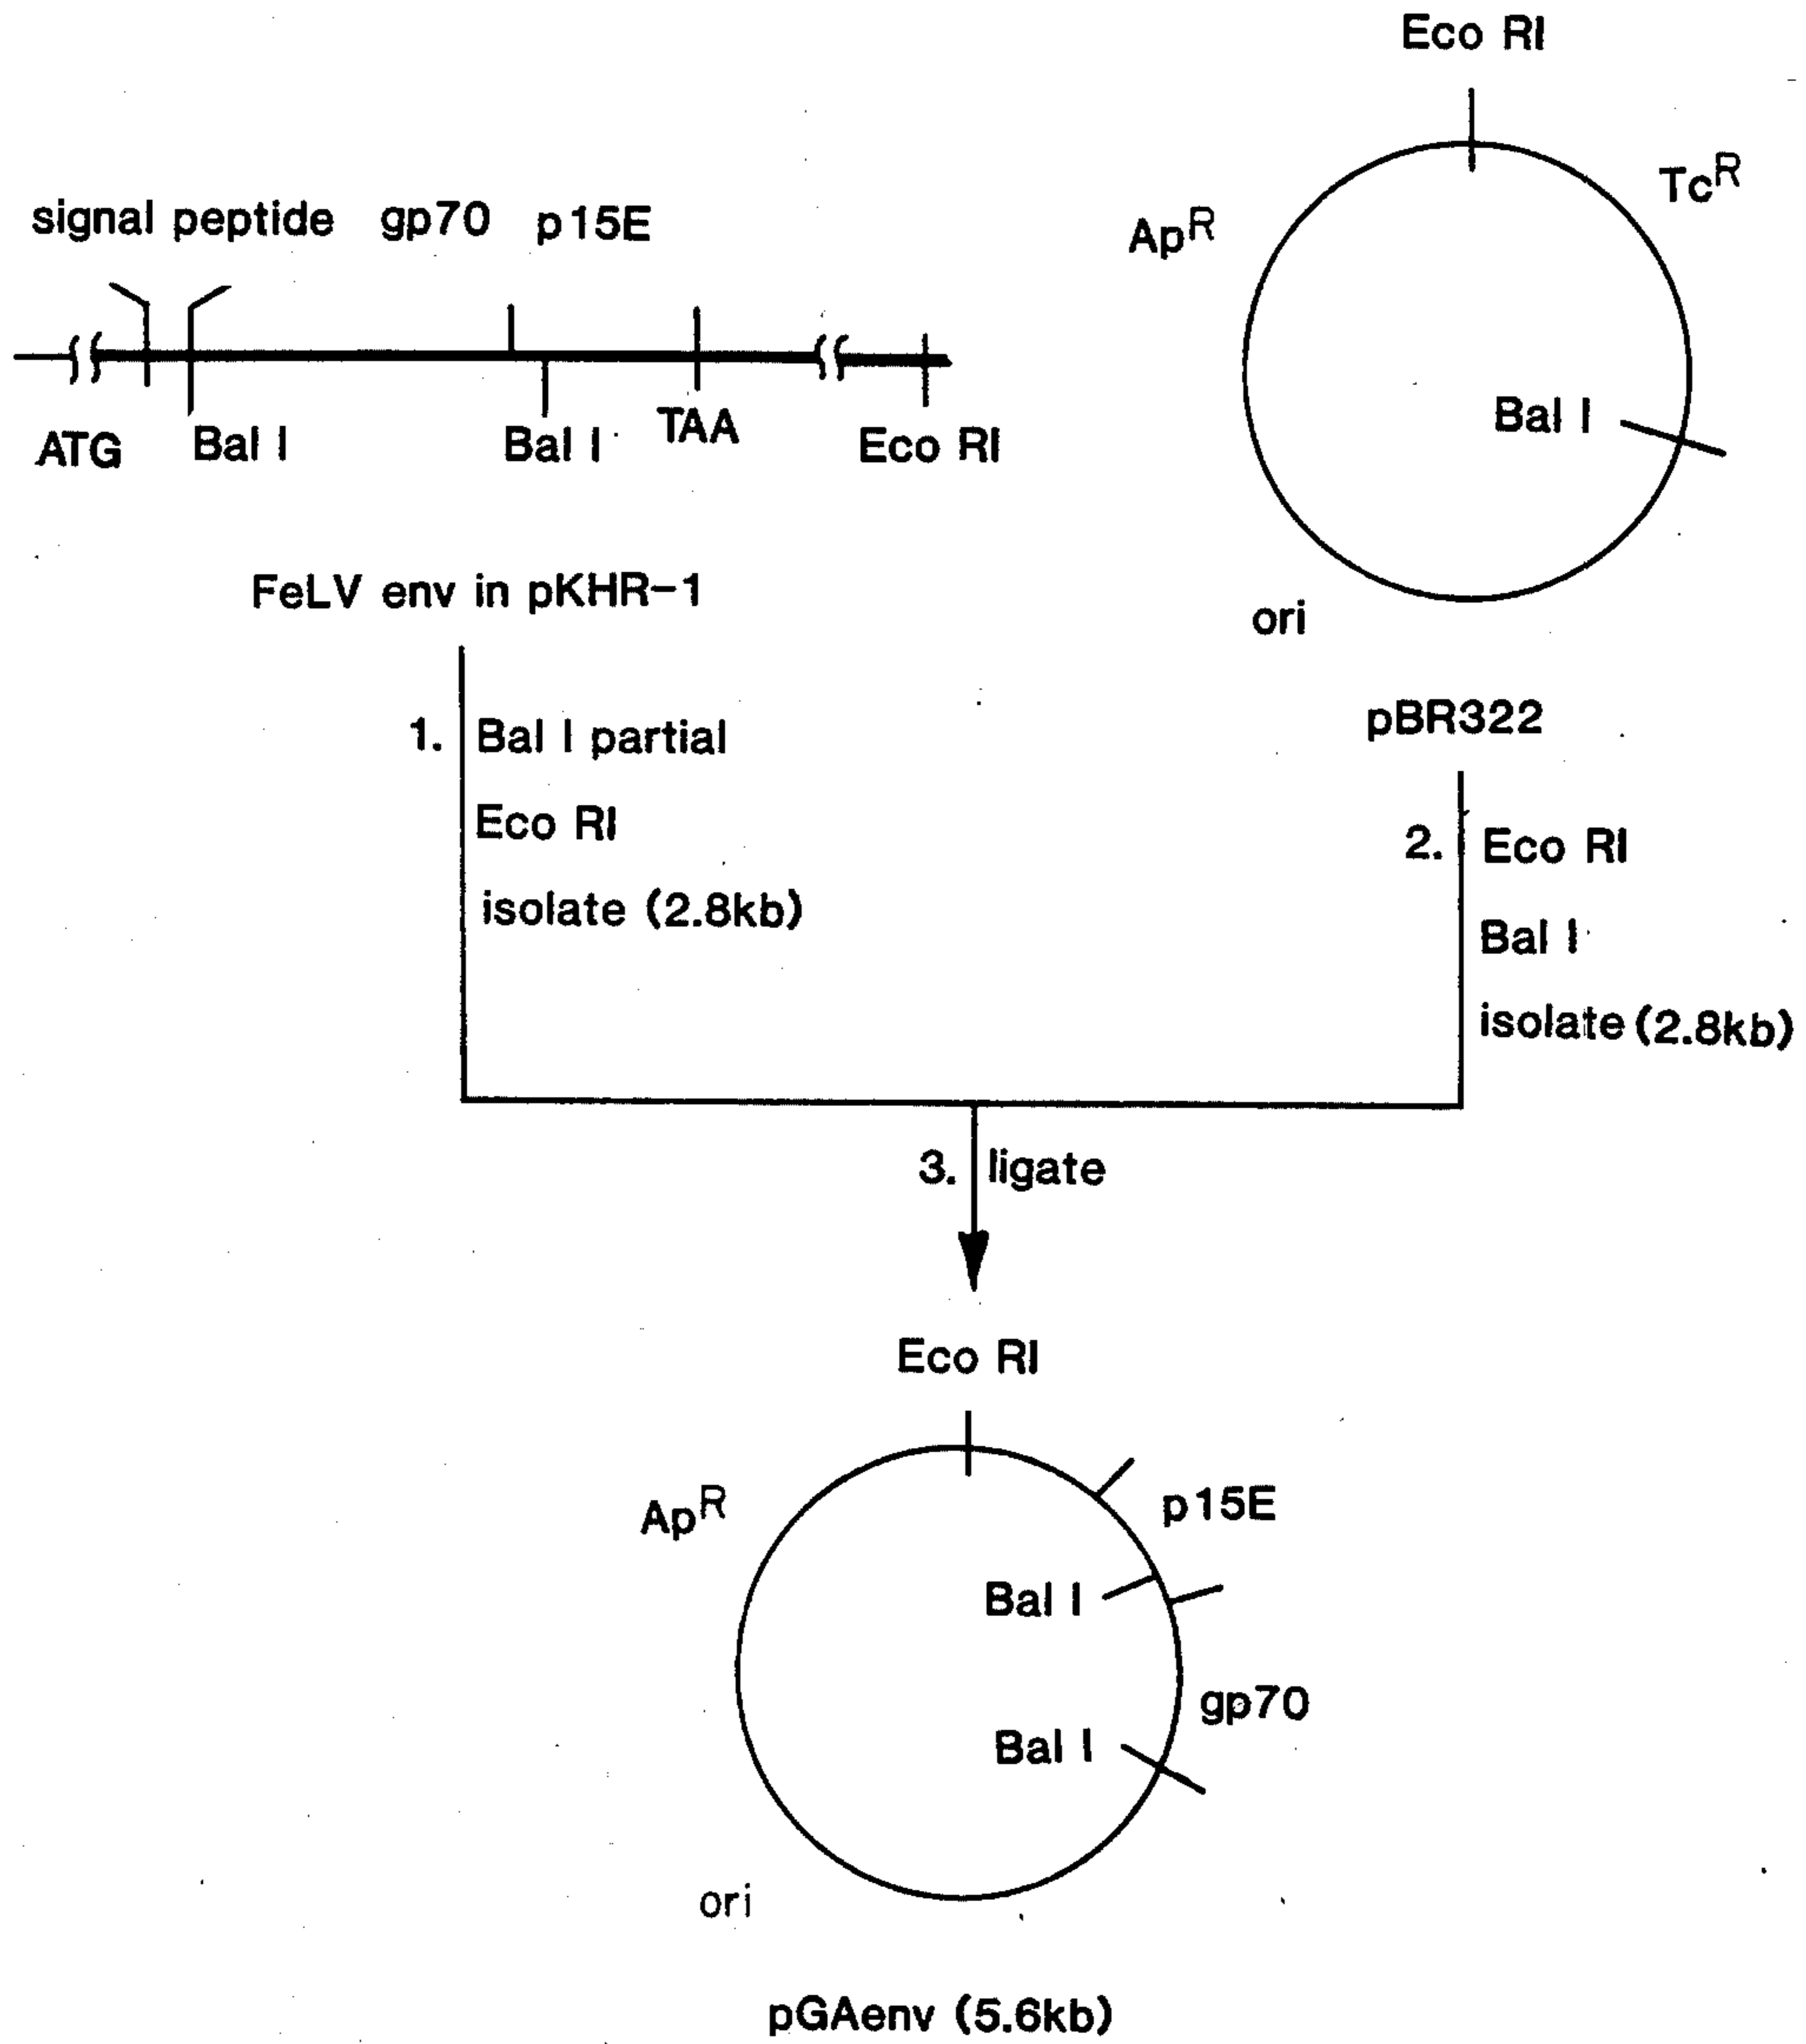 Eco RI
Tc^R
Ap^R
signal peptide gp70 p15E
ATG Bal I Bal I TAA Eco RI
Bal I
FeLV env in pKHR-1
ori
pBR322
1. Bal I partial
Eco RI
isolate (2.8kb)
2. Eco RI
Bal I
isolate (2.8kb)
3. ligate
Eco RI
Ap^R
p15E
Bal I
gp70
Bal I
ori
pGAenv (5.6kb)